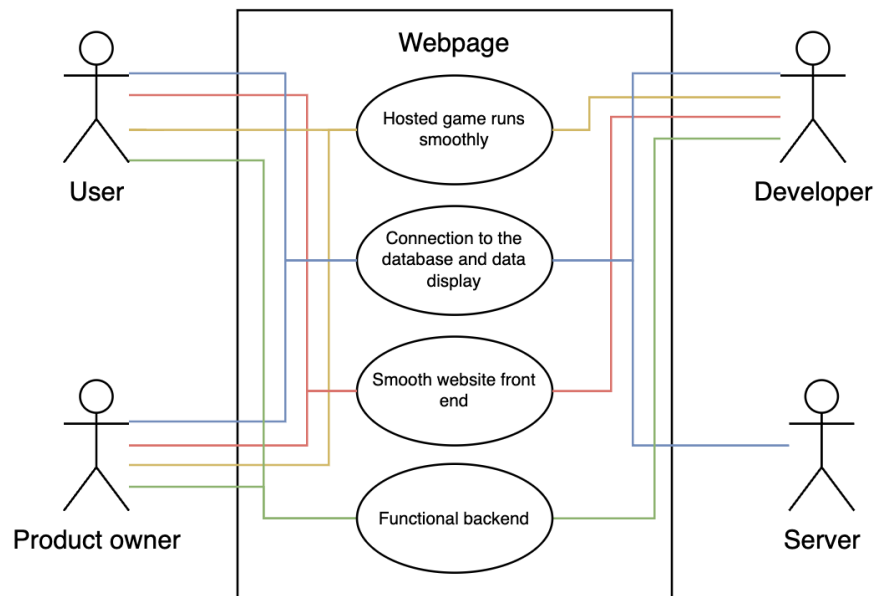 Webpage
Hosted game runs
smoothly
User
Developer
Connection to the
database and data
display
Smooth website front
end
Functional backend
Product owner
Server